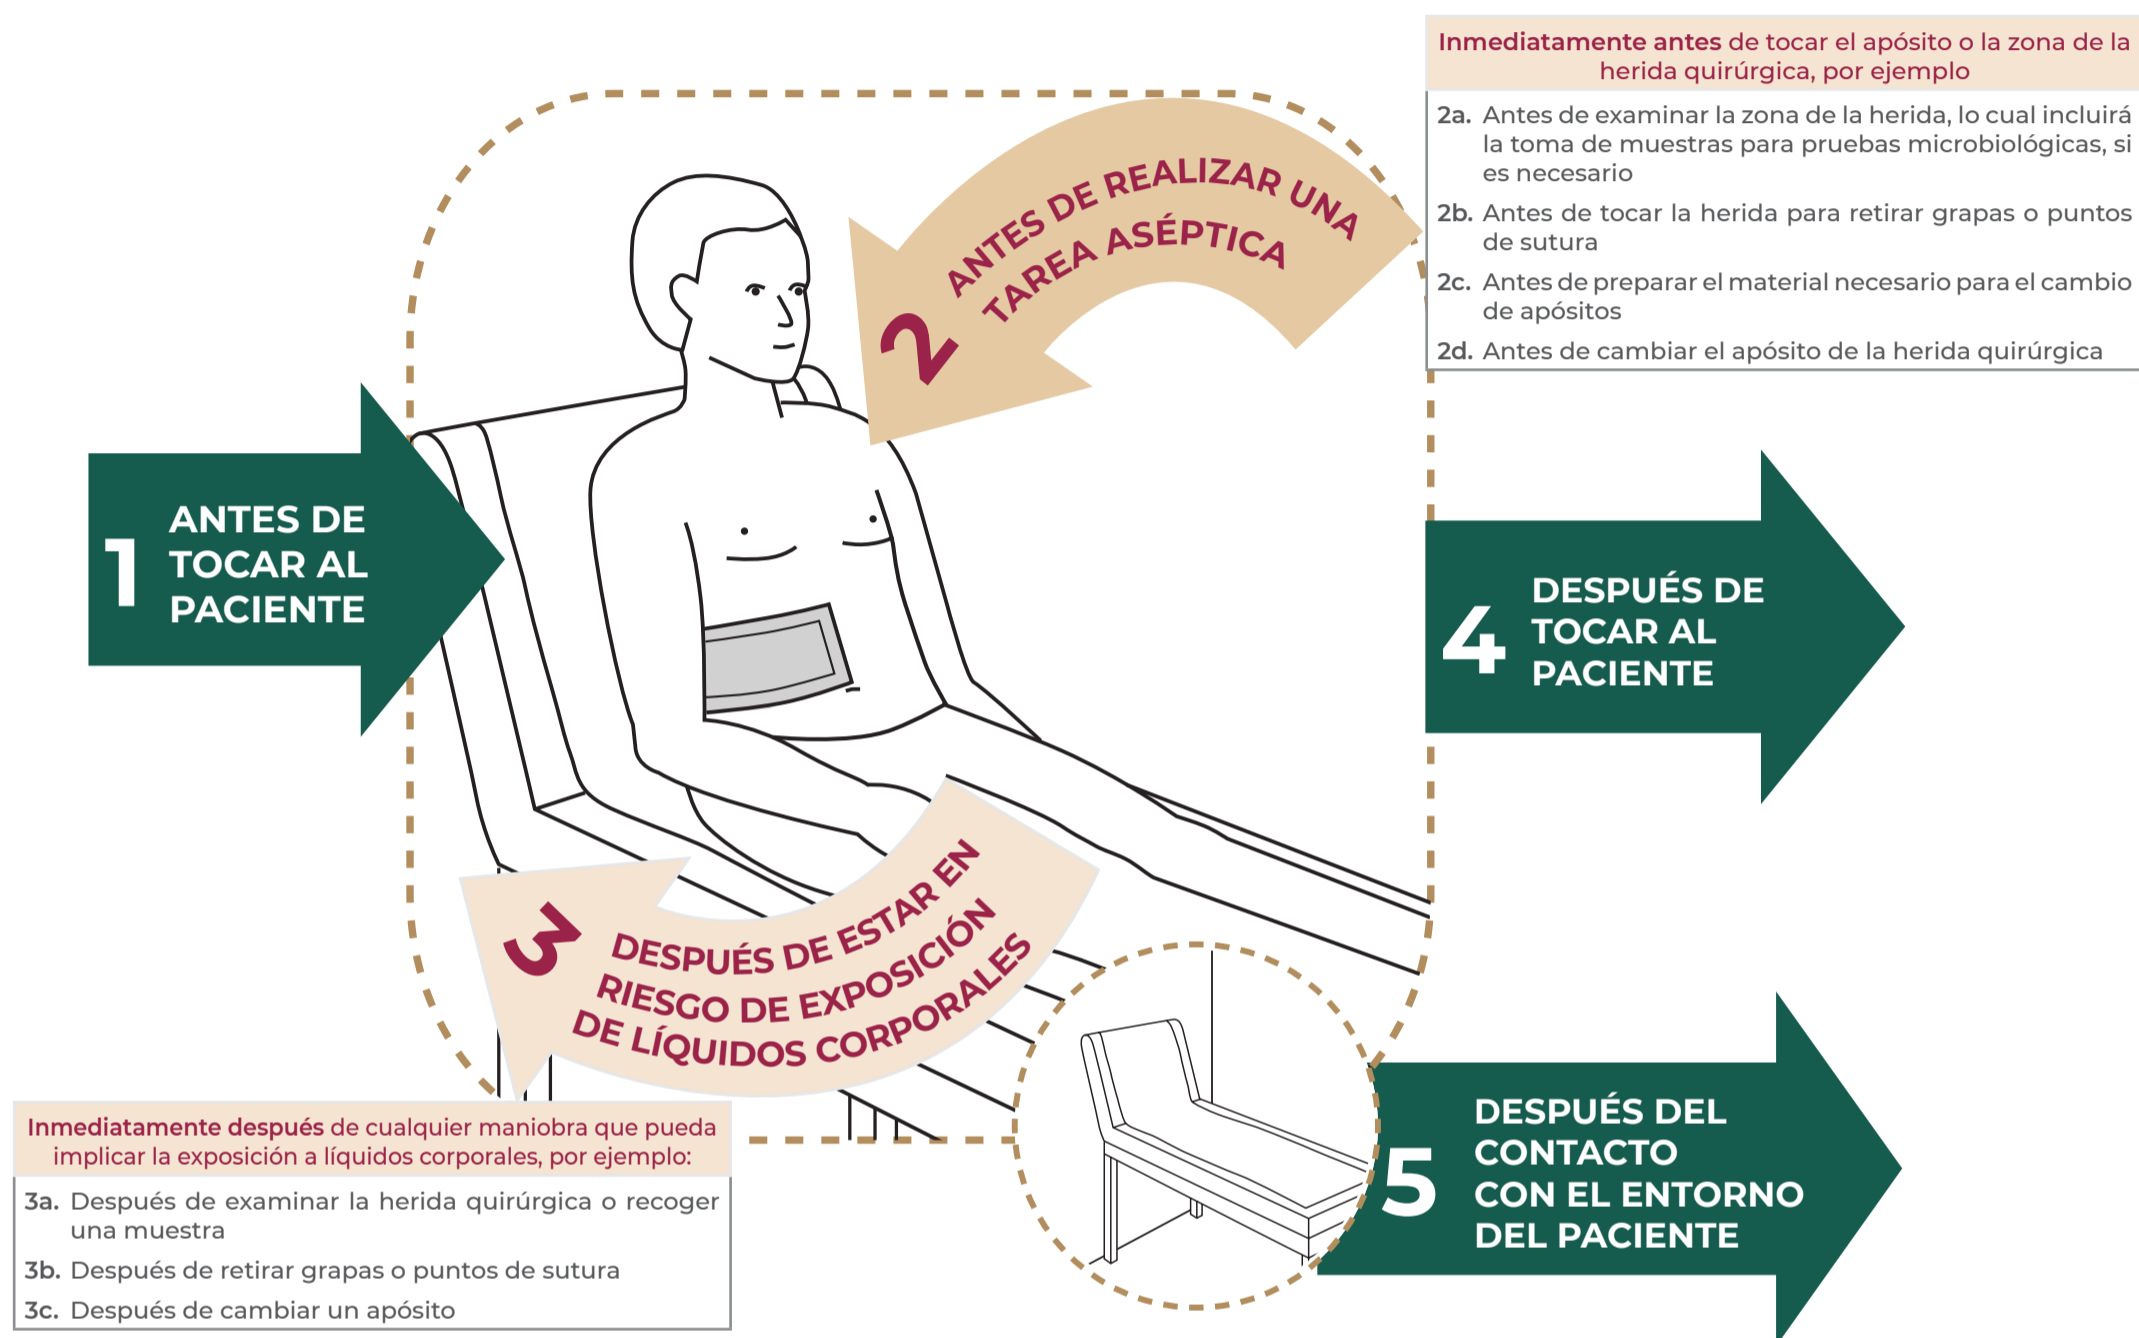 Inmediatamente antes de tocar el apósito o la zona de la
herida quirúrgica, por ejemplo
2a. Antes de examinar la zona de la herida, lo cual incluirá
la toma de muestras para pruebas microbiológicas, si
es necesario
2b. Antes de tocar la herida para retirar grapas o puntos
de sutura
2c. Antes de preparar el material necesario para el cambio
de apósitos
2d. Antes de cambiar el apósito de la herida quirúrgica
2
ANTES DE REALIZAR UNA
TAREA ASÉPTICA
1
ANTES DE
TOCAR AL
PACIENTE
4
DESPUÉS DE
TOCAR AL
PACIENTE
3
DESPUÉS DE ESTAR EN
RIESGO DE EXPOSICIÓN
DE LÍQUIDOS CORPORALES
Inmediatamente después de cualquier maniobra que pueda
implicar la exposición a líquidos corporales, por ejemplo:
3a. Después de examinar la herida quirúrgica o recoger
una muestra
3b. Después de retirar grapas o puntos de sutura
3c. Después de cambiar un apósito
5
DESPUÉS DEL
CONTACTO
CON EL ENTORNO
DEL PACIENTE